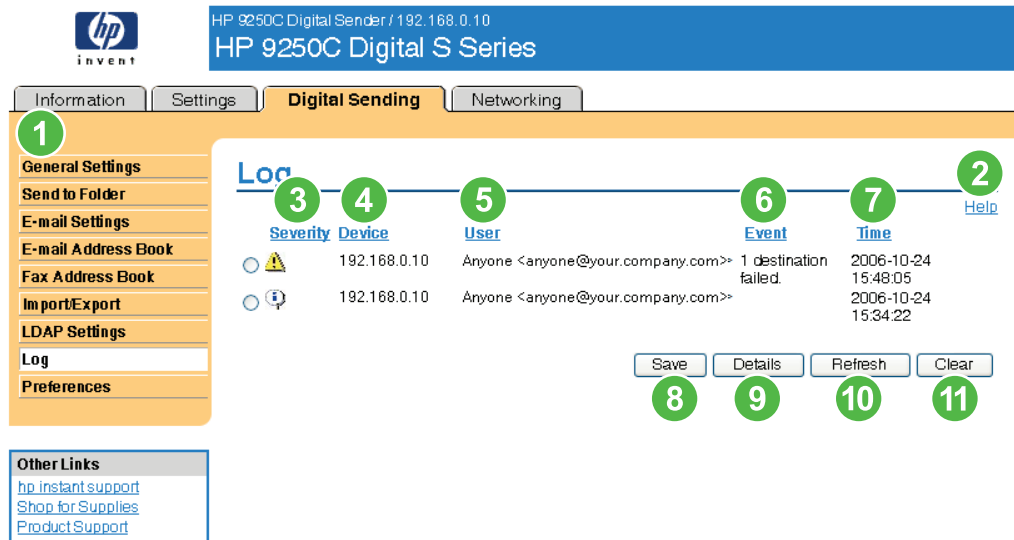 hp
invent
HP 9250C Digital Sender / 192.168.0.10
HP 9250C Digital S Series
Information
Settings
Digital Sending
Networking
1
General Settings
Send to Folder
E-mail Settings
E-mail Address Book
Fax Address Book
Import/Export
LDAP Settings
Log
Preferences
Other Links
hp instant support
Shop for Supplies
Product Support
Log
2
Help
3 4 5 6 7
Severity Device User Event Time
192.168.0.10 Anyone <anyone@your.company.com>> 1 destination 2006-10-24
failed. 15:48:05
192.168.0.10 Anyone <anyone@your.company.com>> 2006-10-24
15:34:22
Save Details Refresh Clear
8 9 10 11